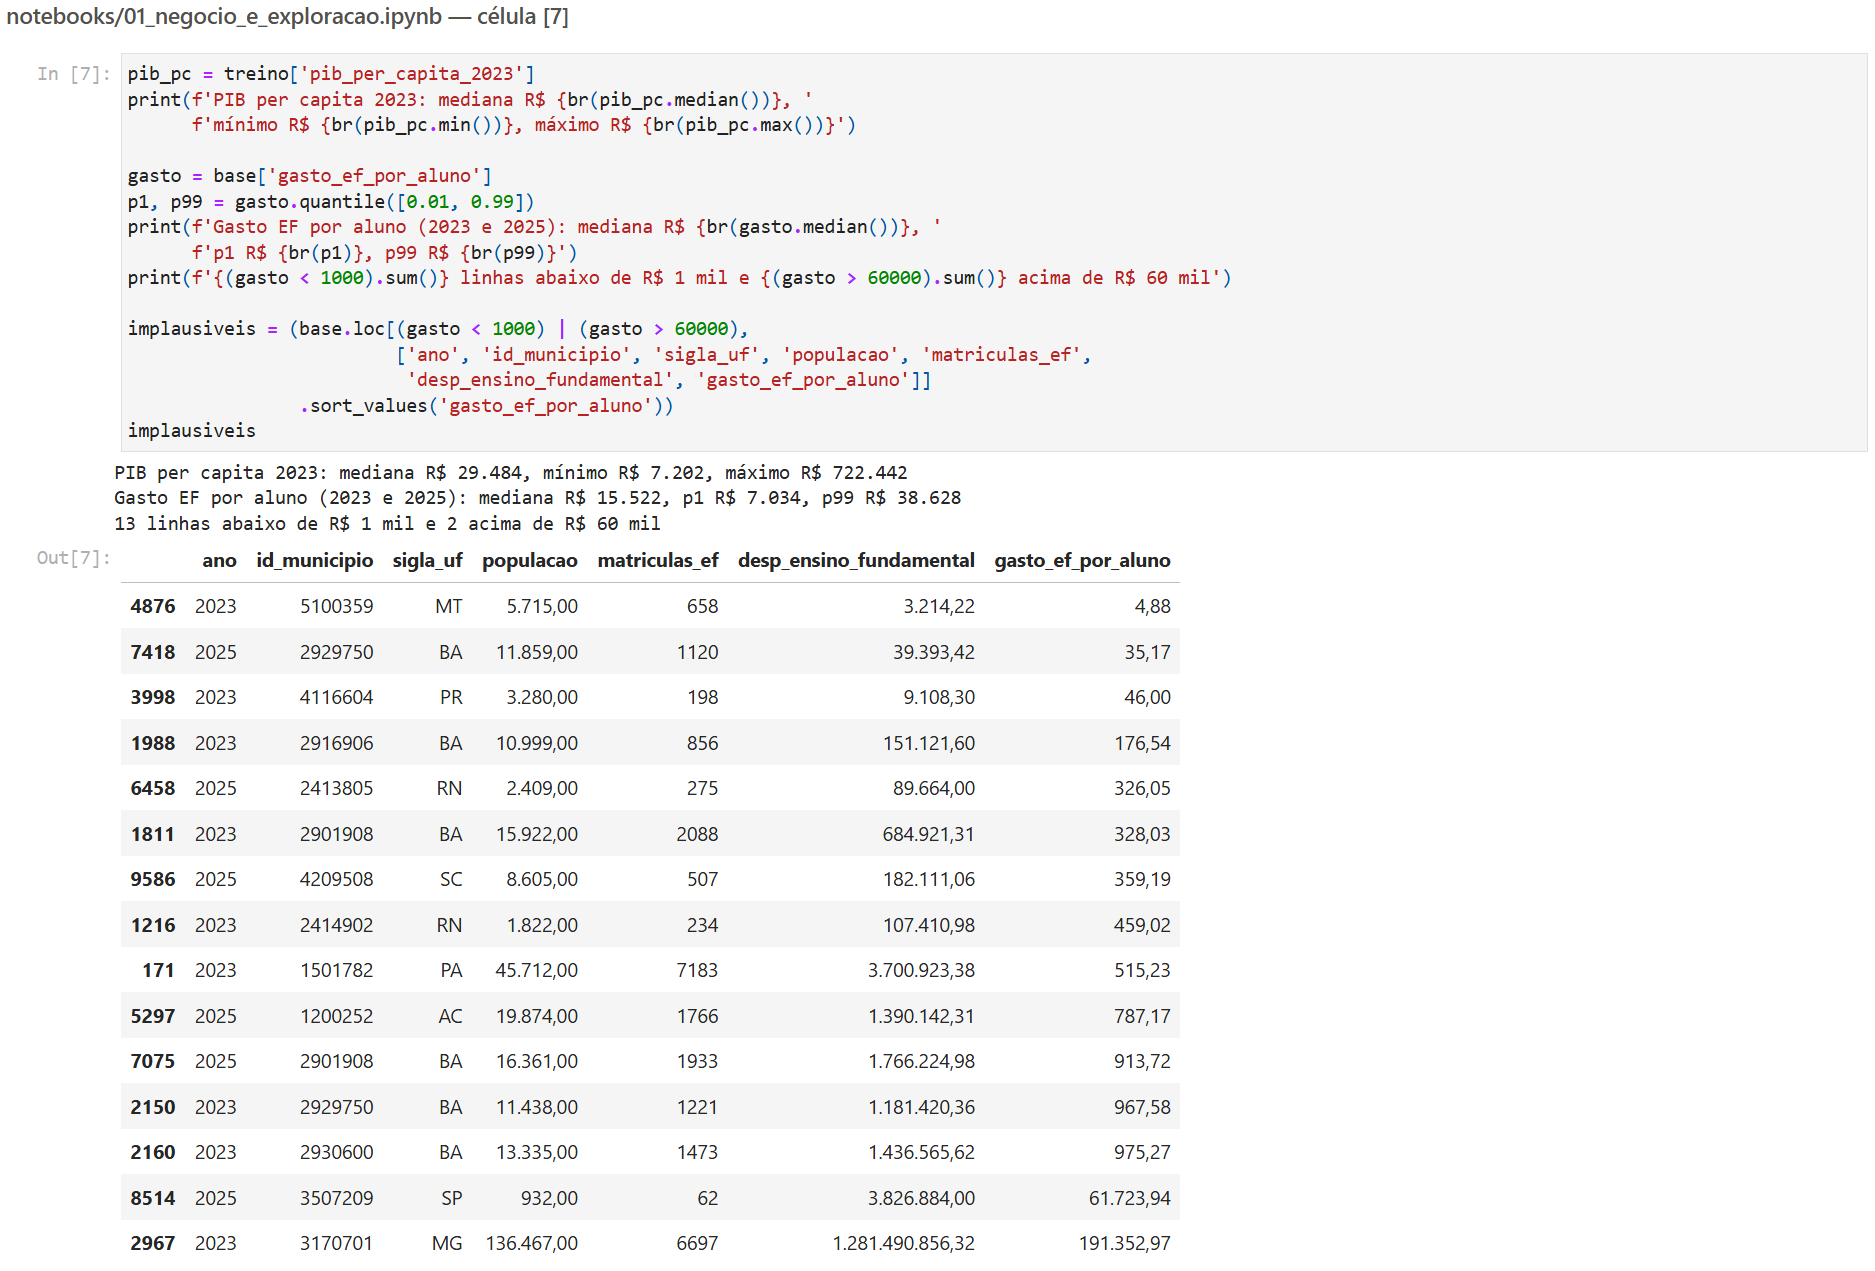 notebooks/01_negocio_e_exploracao.ipynb — célula [7]
In [7]:
pib_pc = treino['pib_per_capita_2023']
print(f'PIB per capita 2023: mediana R$ {br(pib_pc.median())}, '
      f'mínimo R$ {br(pib_pc.min())}, máximo R$ {br(pib_pc.max())}')
gasto = base['gasto_ef_por_aluno']
p1, p99 = gasto.quantile([0.01, 0.99])
print(f'Gasto EF por aluno (2023 e 2025): mediana R$ {br(gasto.median())}, '
      f'p1 R$ {br(p1)}, p99 R$ {br(p99)}')
print(f'{(gasto < 1000).sum()} linhas abaixo de R$ 1 mil e {(gasto > 60000).sum()} acima de R$ 60 mil')
implausiveis = (base.loc[(gasto < 1000) | (gasto > 60000),
                         ['ano', 'id_municipio', 'sigla_uf', 'populacao', 'matriculas_ef',
                          'desp_ensino_fundamental', 'gasto_ef_por_aluno']]
                .sort_values('gasto_ef_por_aluno'))
implausiveis
PIB per capita 2023: mediana R$ 29.484, mínimo R$ 7.202, máximo R$ 722.442
Gasto EF por aluno (2023 e 2025): mediana R$ 15.522, p1 R$ 7.034, p99 R$ 38.628
13 linhas abaixo de R$ 1 mil e 2 acima de R$ 60 mil
Out[7]:
ano id_municipio sigla_uf populacao matriculas_ef desp_ensino_fundamental gasto_ef_por_aluno
4876 2023 5100359 MT 5.715,00 658 3.214,22 4,88
7418 2025 2929750 BA 11.859,00 1120 39.393,42 35,17
3998 2023 4116604 PR 3.280,00 198 9.108,30 46,00
1988 2023 2916906 BA 10.999,00 856 151.121,60 176,54
6458 2025 2413805 RN 2.409,00 275 89.664,00 326,05
1811 2023 2901908 BA 15.922,00 2088 684.921,31 328,03
9586 2025 4209508 SC 8.605,00 507 182.111,06 359,19
1216 2023 2414902 RN 1.822,00 234 107.410,98 459,02
171 2023 1501782 PA 45.712,00 7183 3.700.923,38 515,23
5297 2025 1200252 AC 19.874,00 1766 1.390.142,31 787,17
7075 2025 2901908 BA 16.361,00 1933 1.766.224,98 913,72
2150 2023 2929750 BA 11.438,00 1221 1.181.420,36 967,58
2160 2023 2930600 BA 13.335,00 1473 1.436.565,62 975,27
8514 2025 3507209 SP 932,00 62 3.826.884,00 61.723,94
2967 2023 3170701 MG 136.467,00 6697 1.281.490.856,32 191.352,97